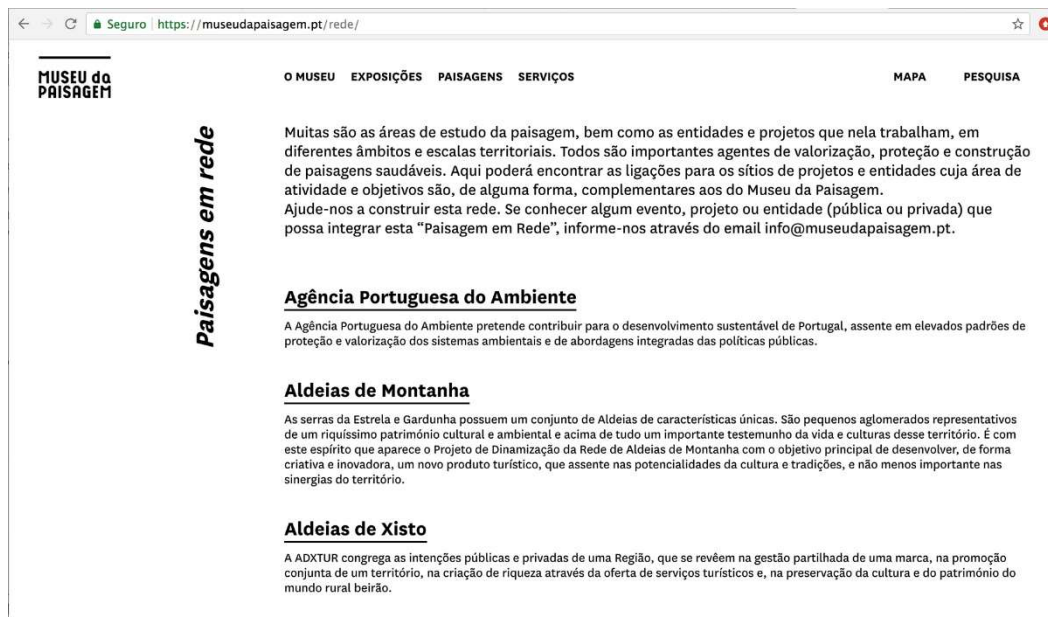 Seguro | https://museudapaisagem.pt/rede/
MUSEU da
PAISAGEM
O MUSEU EXPOSIÇÕES PAISAGENS SERVIÇOS
MAPA PESQUISA
Paisagens em rede
Muitas são as áreas de estudo da paisagem, bem como as entidades e projetos que nela trabalham, em
diferentes âmbitos e escalas territoriais. Todos são importantes agentes de valorização, proteção e construção
de paisagens saudáveis. Aqui poderá encontrar as ligações para os sítios de projetos e entidades cuja área de
atividade e objetivos são, de alguma forma, complementares aos do Museu da Paisagem.
Ajude-nos a construir esta rede. Se conhecer algum evento, projeto ou entidade (pública ou privada) que
possa integrar esta “Paisagem em Rede”, informe-nos através do email info@museudapaisagem.pt.
Agência Portuguesa do Ambiente
A Agência Portuguesa do Ambiente pretende contribuir para o desenvolvimento sustentável de Portugal, assente em elevados padrões de
proteção e valorização dos sistemas ambientais e de abordagens integradas das políticas públicas.
Aldeias de Montanha
As serras da Estrela e Gardunha possuem um conjunto de Aldeias de características únicas. São pequenos aglomerados representativos
de um riquíssimo património cultural e ambiental e acima de tudo um importante testemunho da vida e culturas desse território. É com
este espírito que aparece o Projeto de Dinamização da Rede de Aldeias de Montanha com o objetivo principal de desenvolver, de forma
criativa e inovadora, um novo produto turístico, que assente nas potencialidades da cultura e tradições, e não menos importante nas
sinergias do território.
Aldeias de Xisto
A ADXTUR congrega as intenções públicas e privadas de uma Região, que se revêem na gestão partilhada de uma marca, na promoção
conjunta de um território, na criação de riqueza através da oferta de serviços turísticos e, na preservação da cultura e do património do
mundo rural beirão.